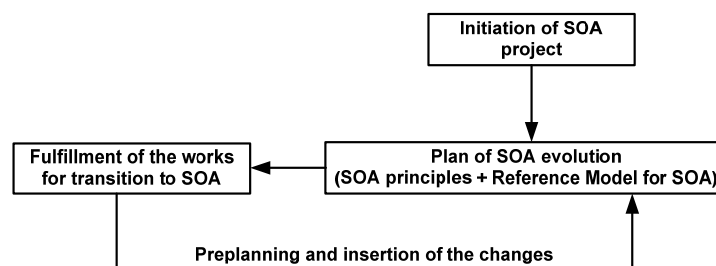 Initiation of SOA
project
Fulfillment of the works
for transition to SOA
Plan of SOA evolution
(SOA principles + Reference Model for SOA)
Preplanning and insertion of the changes